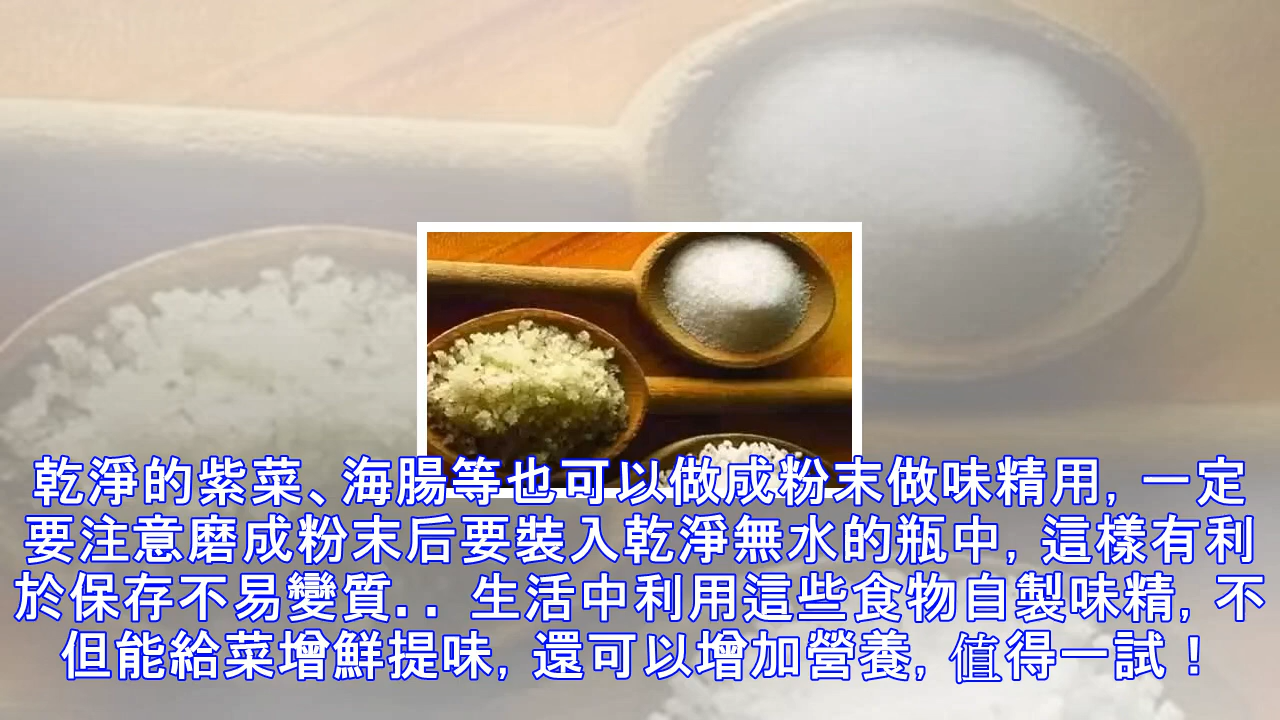 乾淨的紫菜、海腸等也可以做成粉末做味精用, 一定
要注意磨成粉末后要裝入乾淨無水的瓶中, 這樣有利
於保存不易變質. . 生活中利用這些食物自製味精, 不
但能給菜增鮮提味, 還可以增加營養, 值得一試！